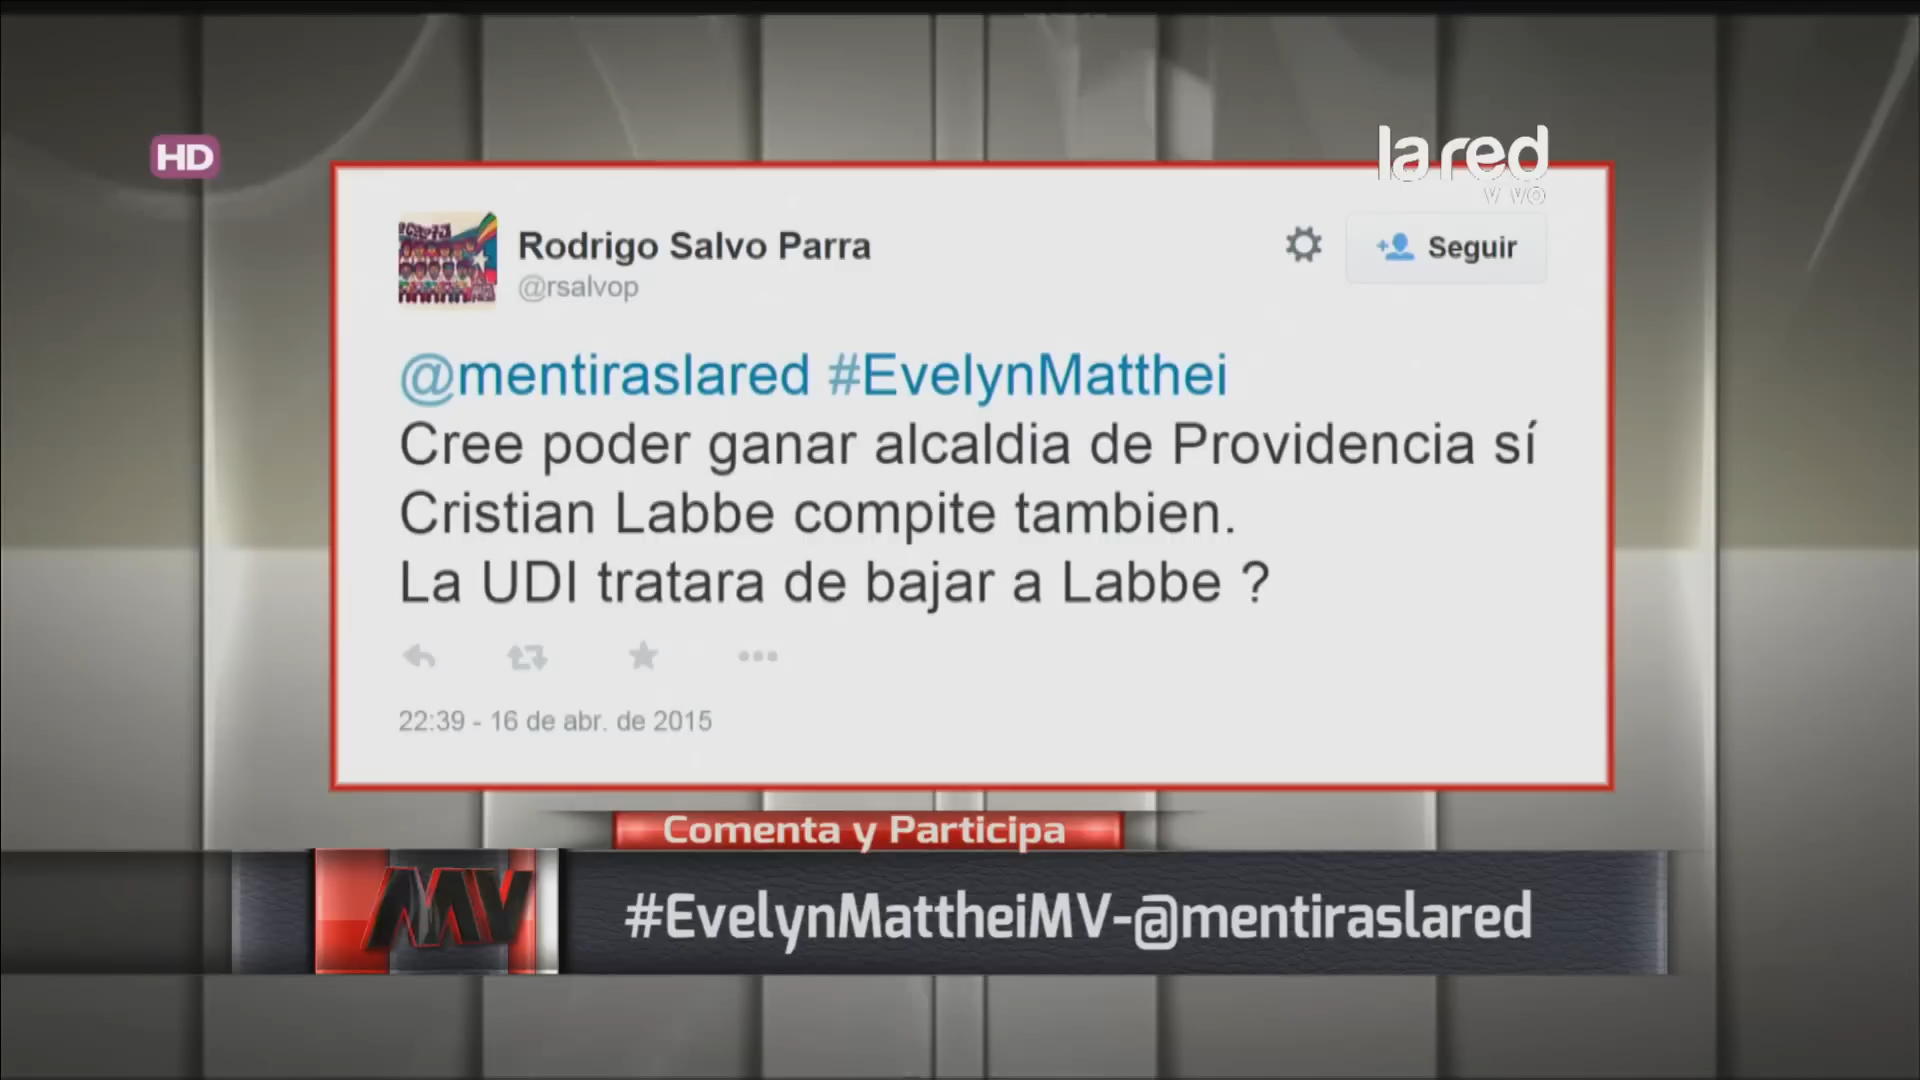 HD
la red
VIVO
Rodrigo Salvo Parra
@rsalvop
Seguir
@mentiraslared #EvelynMatthei
Cree poder ganar alcaldia de Providencia sí
Cristian Labbe compite tambien.
La UDI tratara de bajar a Labbe ?
22:39 - 16 de abr. de 2015
Comenta y Participa
MV
#EvelynMattheiMV-@mentiraslared